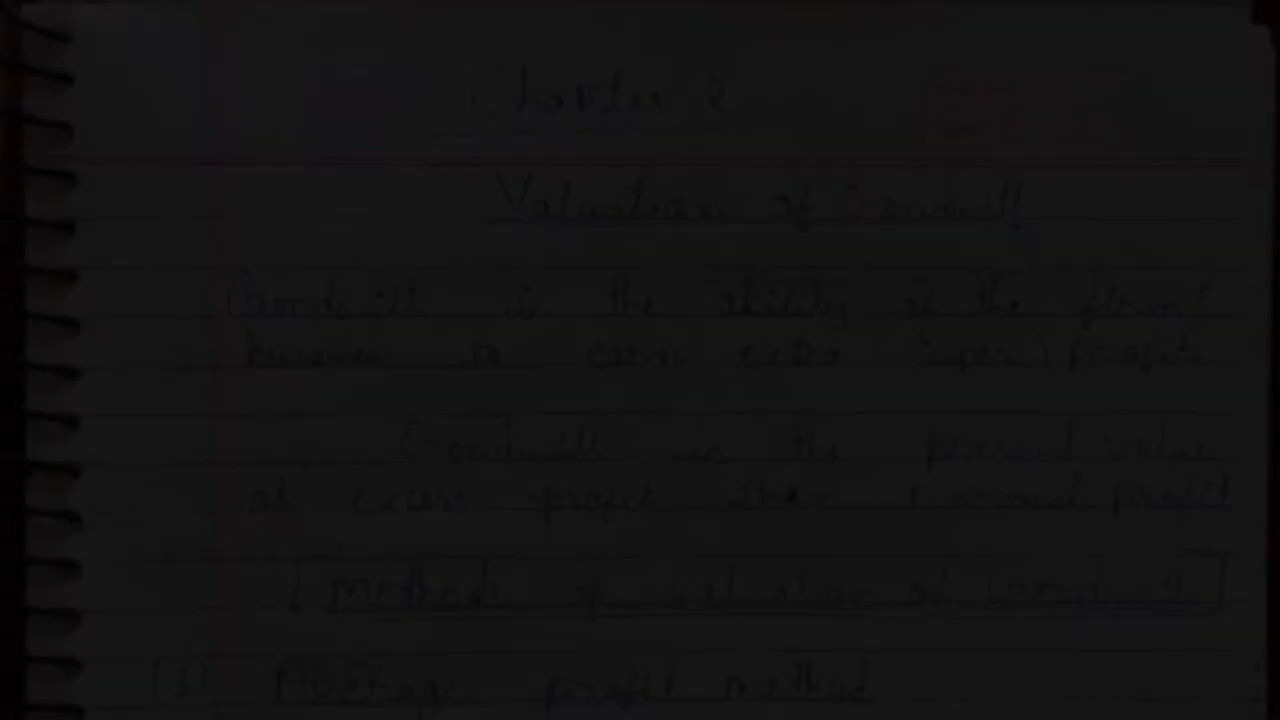 Chapter 2
Valuation of Goodwill
Goodwill is the ability of the firm/
business to earn extra (super) profits
Goodwill is the present value
of excess profit than normal profit
Methods of valuation of Goodwill
(1) Average profit method